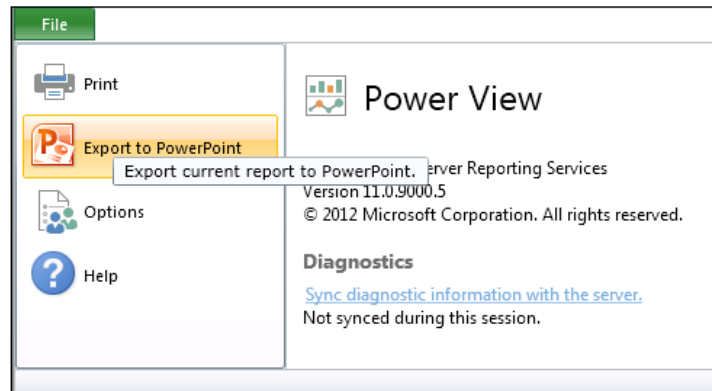 File
Print
Export to PowerPoint
Export current report to PowerPoint.
Options
Help
Power View
erver Reporting Services
Version 11.0.9000.5
© 2012 Microsoft Corporation. All rights reserved.
Diagnostics
Sync diagnostic information with the server.
Not synced during this session.